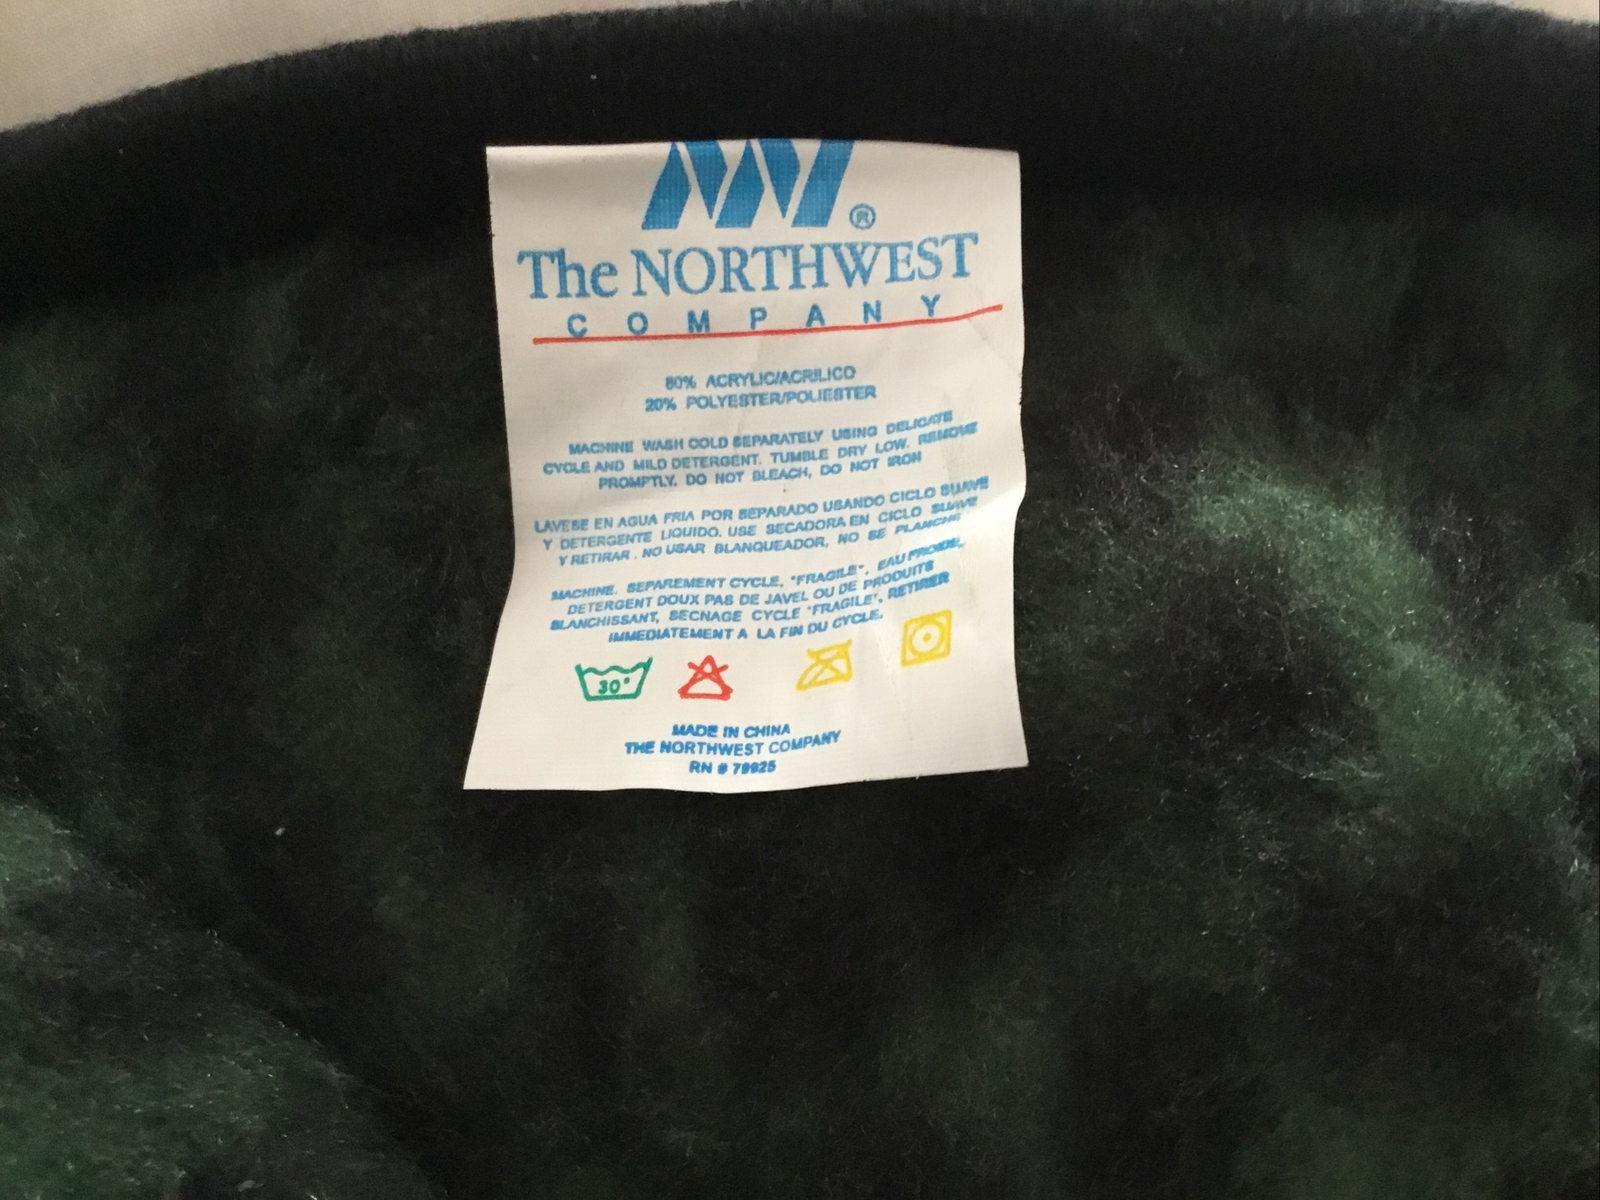 ®
The NORTHWEST
COMPANY
80% ACRYLIC/ACRILICO
20% POLYESTER/POLIESTER
MACHINE WASH COLD SEPARATELY USING DELICATE
CYCLE AND MILD DETERGENT. TUMBLE DRY LOW. REMOVE
PROMPTLY. DO NOT BLEACH, DO NOT IRON
LAVESE EN AGUA FRIA POR SEPARADO USANDO CICLO SUAVE
Y DETERGENTE LIQUIDO. USE SECADORA EN CICLO SUAVE
Y RETIRAR . NO USAR BLANQUEADOR, NO SE PLANCHE
MACHINE. SEPAREMENT CYCLE, "FRAGILE". EAU FROIDE,
DETERGENT DOUX PAS DE JAVEL OU DE PRODUITS
BLANCHISSANT, SECNAGE CYCLE "FRAGILE". RETIRER
IMMEDIATEMENT A LA FIN DU CYCLE.
30°
MADE IN CHINA
THE NORTHWEST COMPANY
RN # 79925